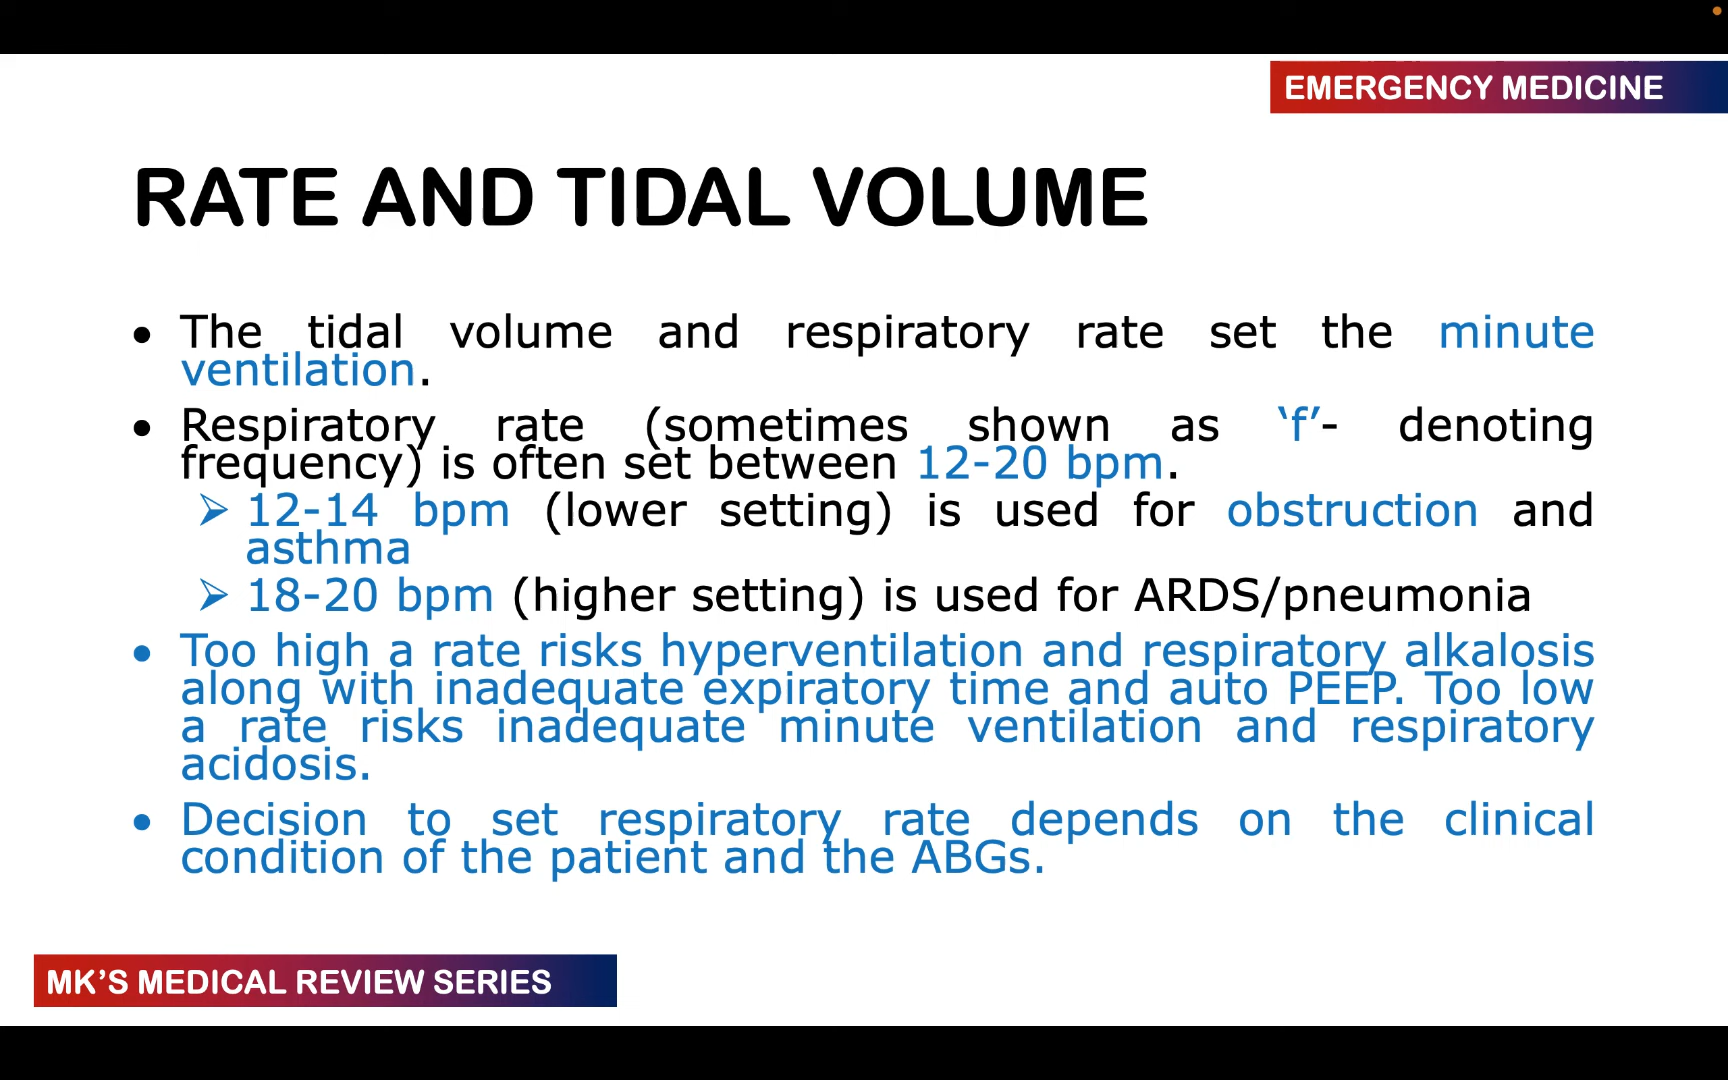 EMERGENCY MEDICINE
RATE AND TIDAL VOLUME
• The tidal volume and respiratory rate set the minute
ventilation.
• Respiratory rate (sometimes shown as ‘f’- denoting
frequency) is often set between 12-20 bpm.
➢ 12-14 bpm (lower setting) is used for obstruction and
asthma
➢ 18-20 bpm (higher setting) is used for ARDS/pneumonia
• Too high a rate risks hyperventilation and respiratory alkalosis
along with inadequate expiratory time and auto PEEP. Too low
a rate risks inadequate minute ventilation and respiratory
acidosis.
• Decision to set respiratory rate depends on the clinical
condition of the patient and the ABGs.
MK’S MEDICAL REVIEW SERIES